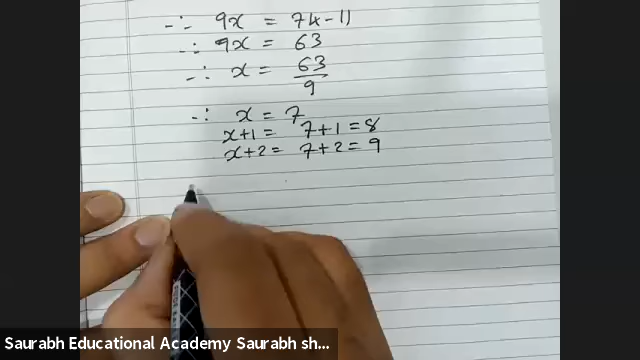 ∴ 9x = 74-11
∴ 9x = 63
∴ x = 63/9
∴ x = 7
x+1 = 7+1 = 8
x+2 = 7+2 = 9
Saurabh Educational Academy Saurabh sh...